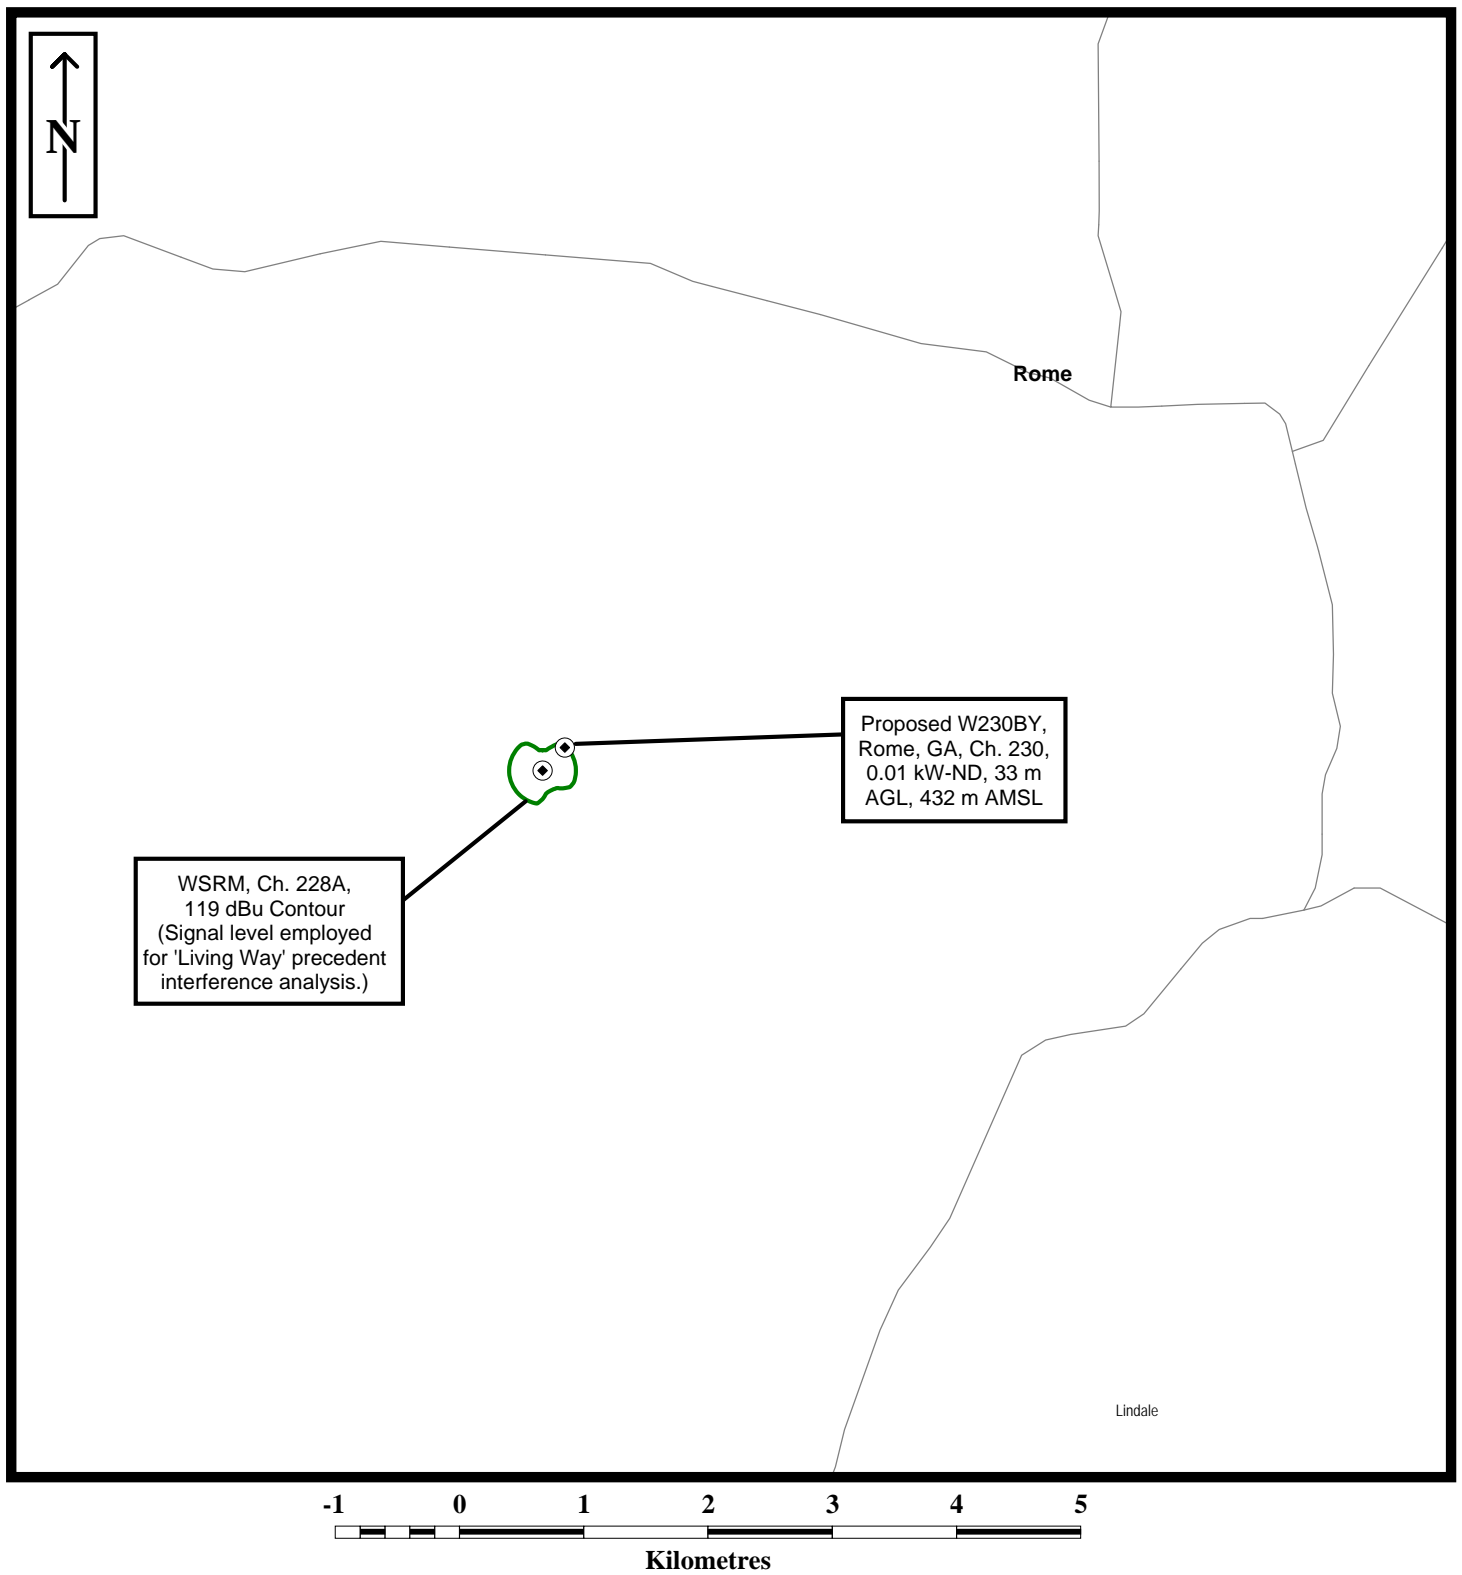 N
Rome
Proposed W230BY,
Rome, GA, Ch. 230,
0.01 kW-ND, 33 m
AGL, 432 m AMSL
WSRM, Ch. 228A,
119 dBu Contour
(Signal level employed
for 'Living Way' precedent
interference analysis.)
Lindale
-1 0 1 2 3 4 5
Kilometres